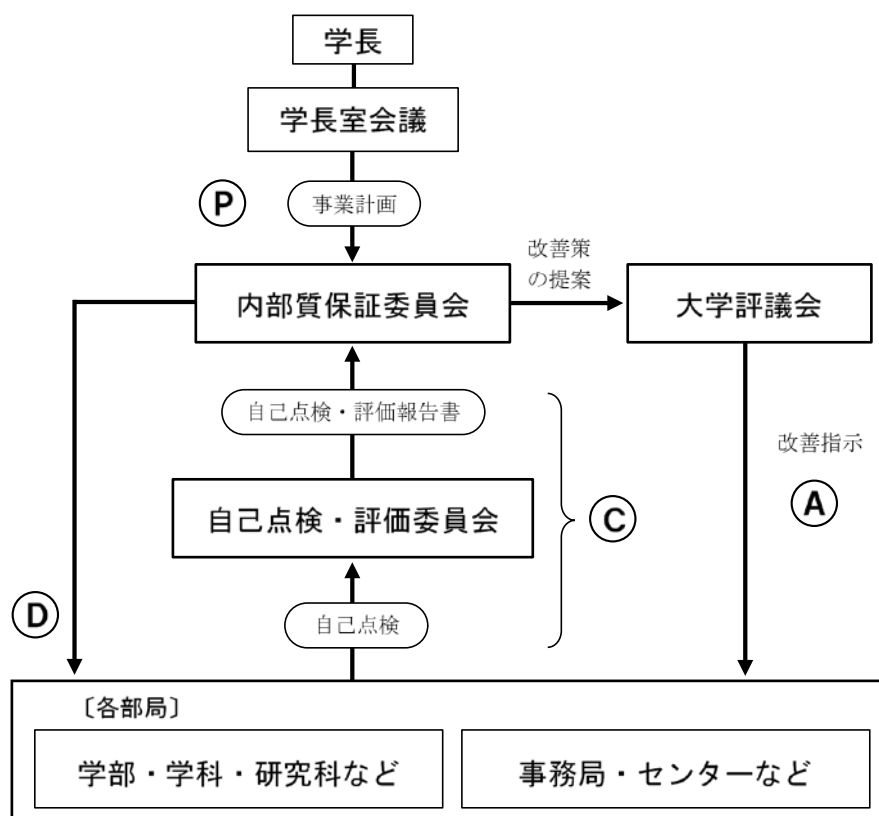 学長
学長室会議
P
事業計画
改善策
の提案
内部質保証委員会
大学評議会
自己点検・評価報告書
改善指示
自己点検・評価委員会
C
A
D
自己点検
〔各部局〕
学部・学科・研究科など
事務局・センターなど